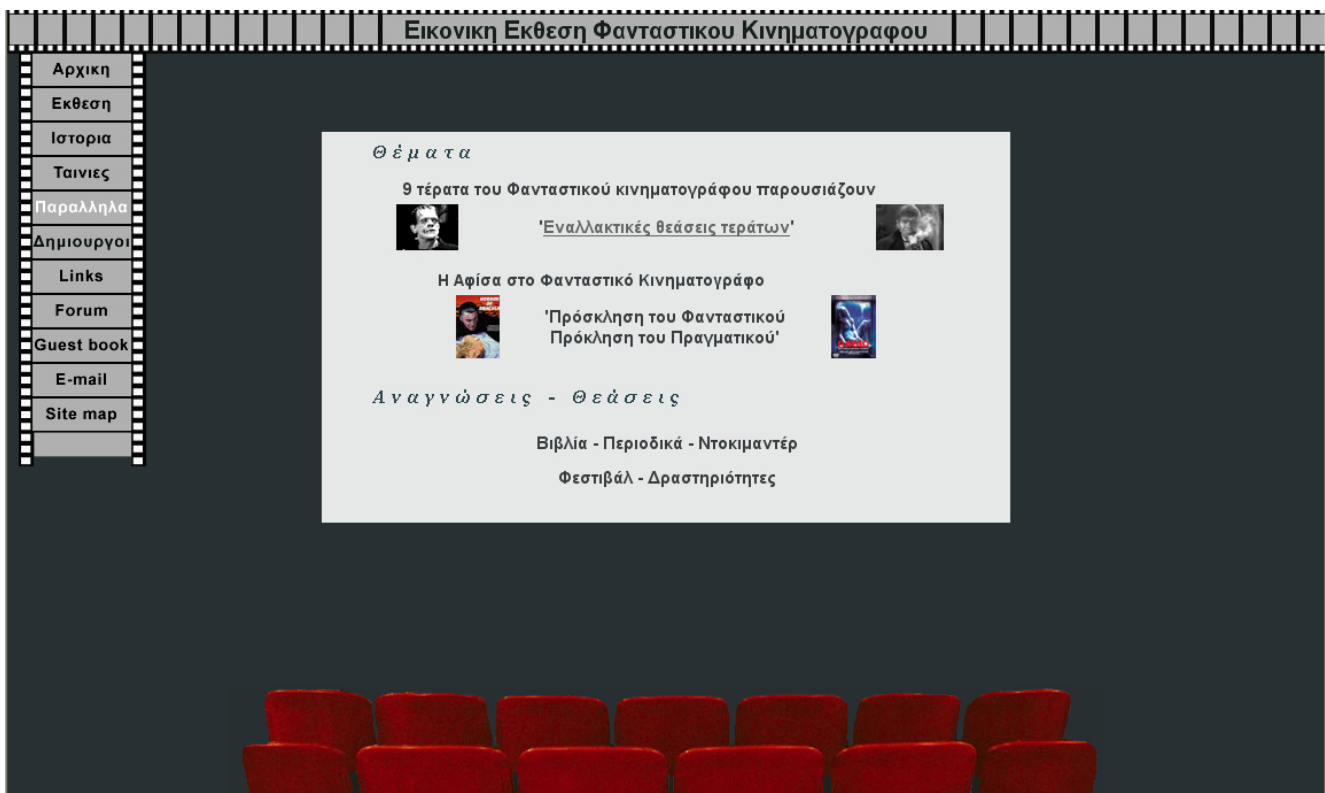 Εικονικη Εκθεση Φανταστικου Κινηματογραφου
Αρχικη
Εκθεση
Ιστορια
Ταινιες
Παραλληλα
Δημιουργοι
Links
Forum
Guest book
E-mail
Site map
Θέματα
9 τέρατα του Φανταστικού κινηματογράφου παρουσιάζουν
'Εναλλακτικές θεάσεις τεράτων'
Η Αφίσα στο Φανταστικό Κινηματογράφο
'Πρόσκληση του Φανταστικού
Πρόκληση του Πραγματικού'
Αναγνώσεις - Θεάσεις
Βιβλία - Περιοδικά - Ντοκιμαντέρ
Φεστιβάλ - Δραστηριότητες